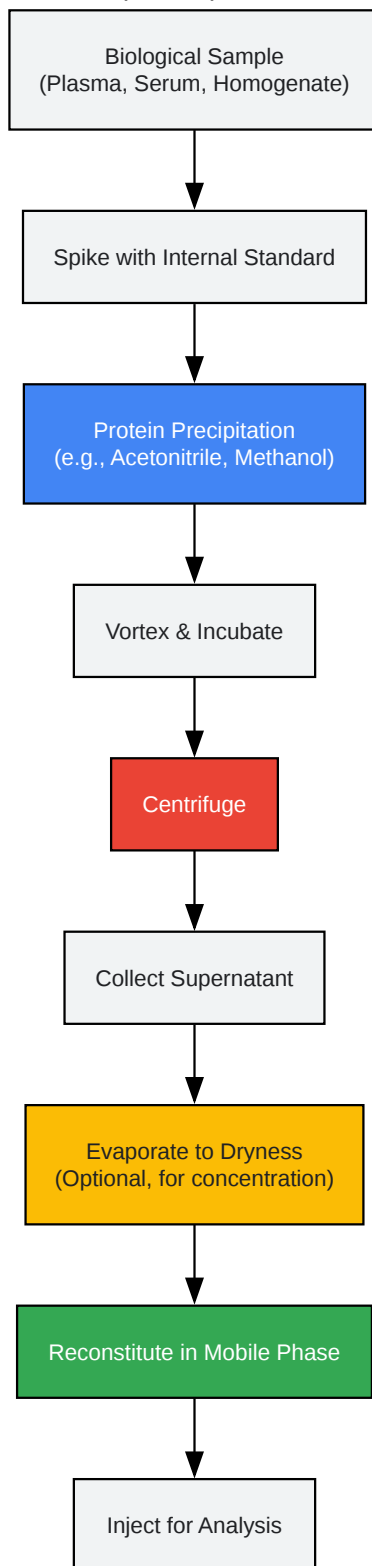 Biological Sample
(Plasma, Serum, Homogenate)
Spike with Internal Standard
Protein Precipitation
(e.g., Acetonitrile, Methanol)
Vortex & Incubate
Centrifuge
Collect Supernatant
Evaporate to Dryness
(Optional, for concentration)
Reconstitute in Mobile Phase
Inject for Analysis